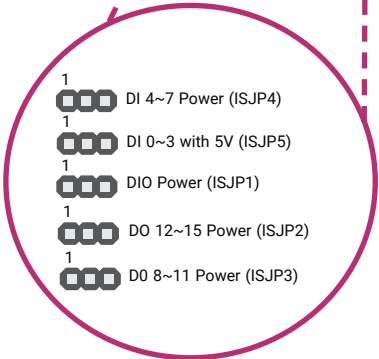 1
DI 4~7 Power (ISJP4)
1
DI 0~3 with 5V (ISJP5)
1
DIO Power (ISJP1)
1
DO 12~15 Power (ISJP2)
1
D0 8~11 Power (ISJP3)